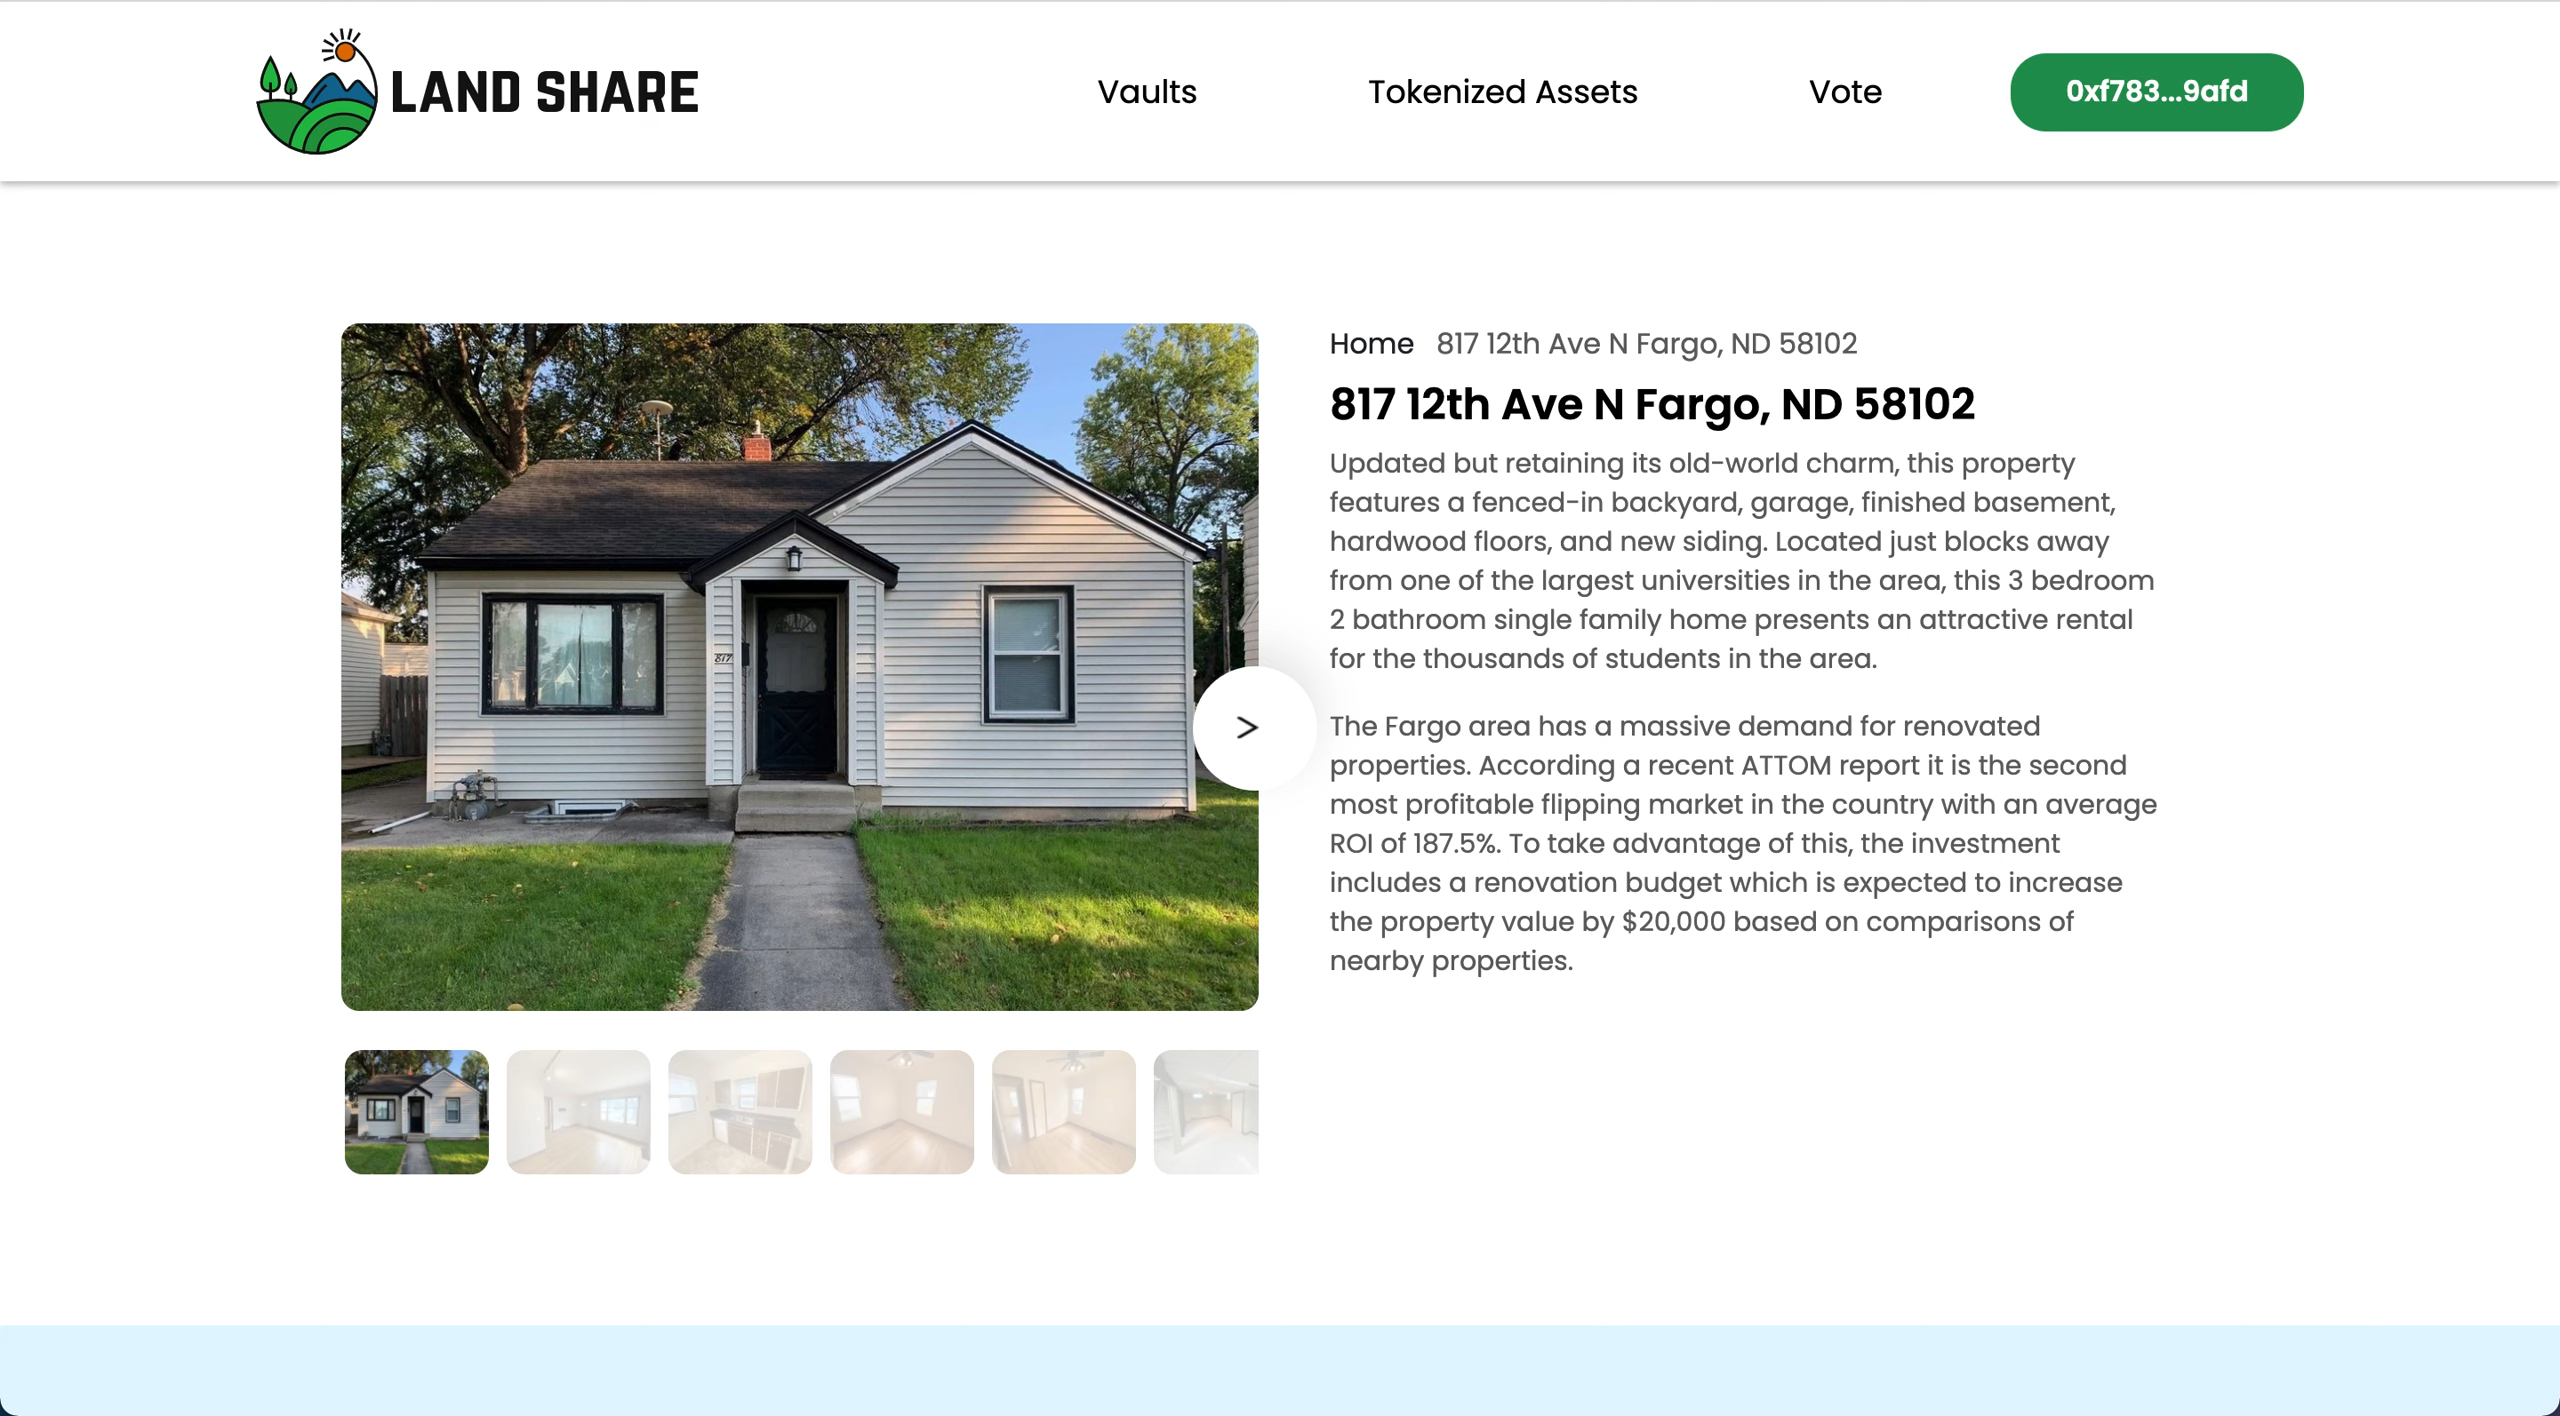 LAND SHARE
Vaults
Tokenized Assets
Vote
0xf783...9afd
Home 817 12th Ave N Fargo, ND 58102
817 12th Ave N Fargo, ND 58102
Updated but retaining its old-world charm, this property
features a fenced-in backyard, garage, finished basement,
hardwood floors, and new siding. Located just blocks away
from one of the largest universities in the area, this 3 bedroom
2 bathroom single family home presents an attractive rental
for the thousands of students in the area.
The Fargo area has a massive demand for renovated
properties. According a recent ATTOM report it is the second
most profitable flipping market in the country with an average
ROI of 187.5%. To take advantage of this, the investment
includes a renovation budget which is expected to increase
the property value by $20,000 based on comparisons of
nearby properties.
817
>